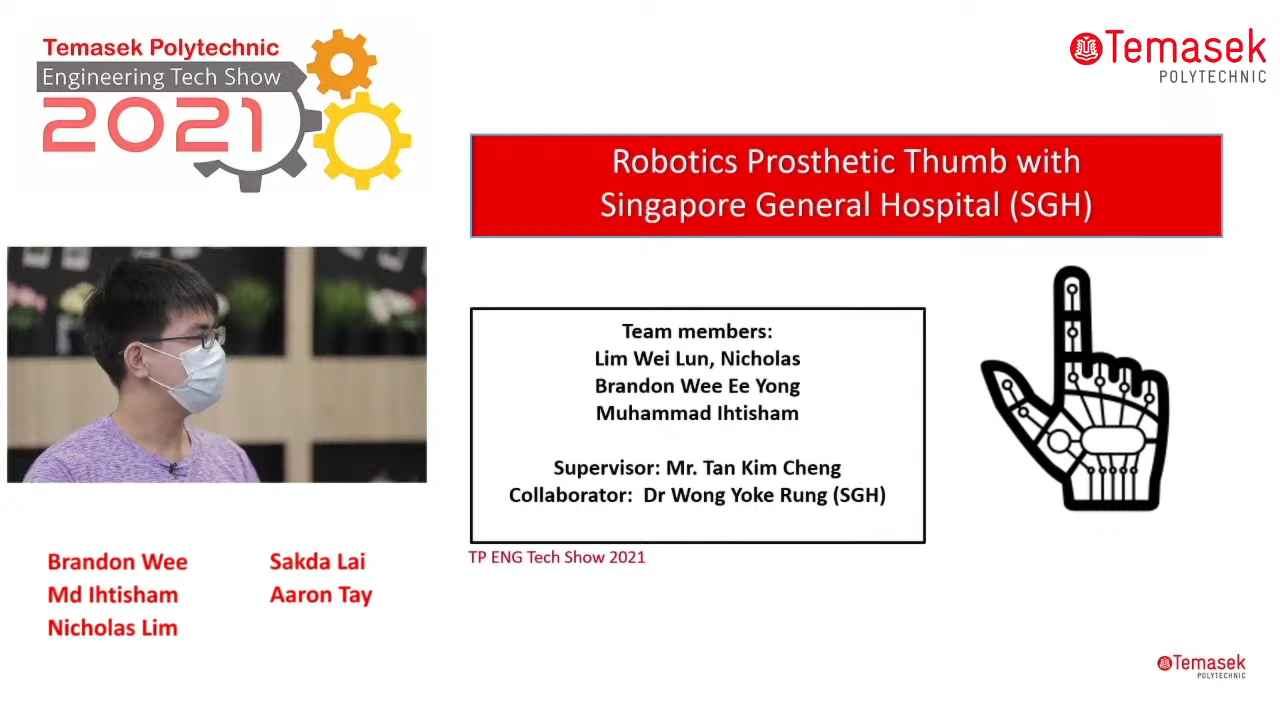 Temasek Polytechnic
Engineering Tech Show
2021
Temasek
POLYTECHNIC
Robotics Prosthetic Thumb with
Singapore General Hospital (SGH)
Team members:
Lim Wei Lun, Nicholas
Brandon Wee Ee Yong
Muhammad Ihtisham
Supervisor: Mr. Tan Kim Cheng
Collaborator: Dr Wong Yoke Rung (SGH)
TP ENG Tech Show 2021
Brandon Wee
Md Ihtisham
Nicholas Lim
Sakda Lai
Aaron Tay
Temasek
POLYTECHNIC